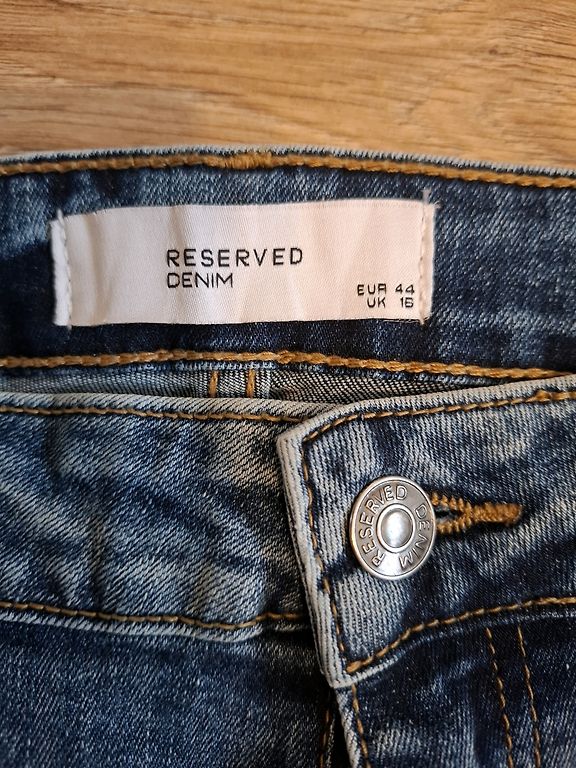 RESERVED
DENIM
EUR 44
UK 16
RESERVED DENIM